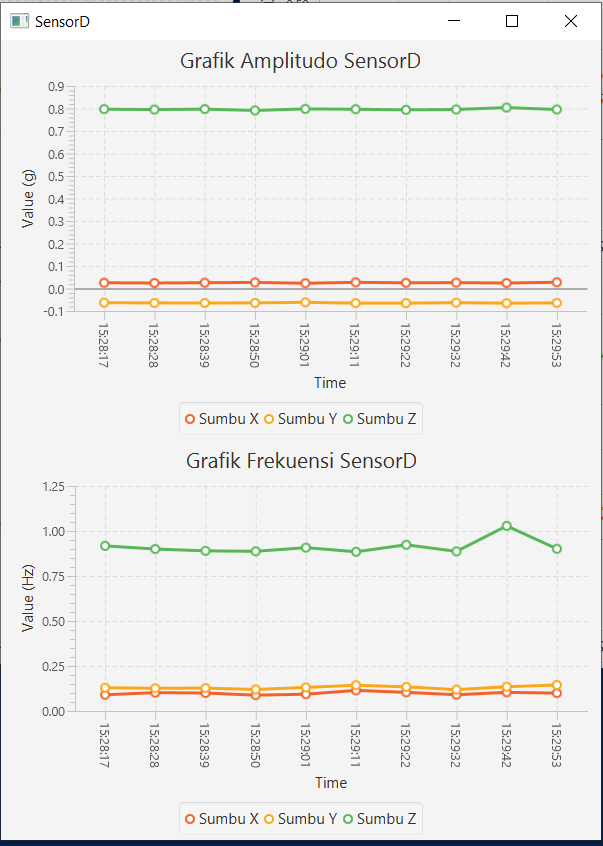 SensorD
Grafik Amplitudo SensorD
0.9
0.8
0.7
0.6
0.5
0.4
0.3
0.2
0.1
0.0
-0.1
Value (g)
15:28:17 15:28:28 15:28:39 15:28:50 15:29:01 15:29:11 15:29:22 15:29:32 15:29:42 15:29:53
Time
Sumbu X Sumbu Y Sumbu Z
Grafik Frekuensi SensorD
1.25
1.00
0.75
0.50
0.25
0.00
Value (Hz)
15:28:17 15:28:28 15:28:39 15:28:50 15:29:01 15:29:11 15:29:22 15:29:32 15:29:42 15:29:53
Time
Sumbu X Sumbu Y Sumbu Z